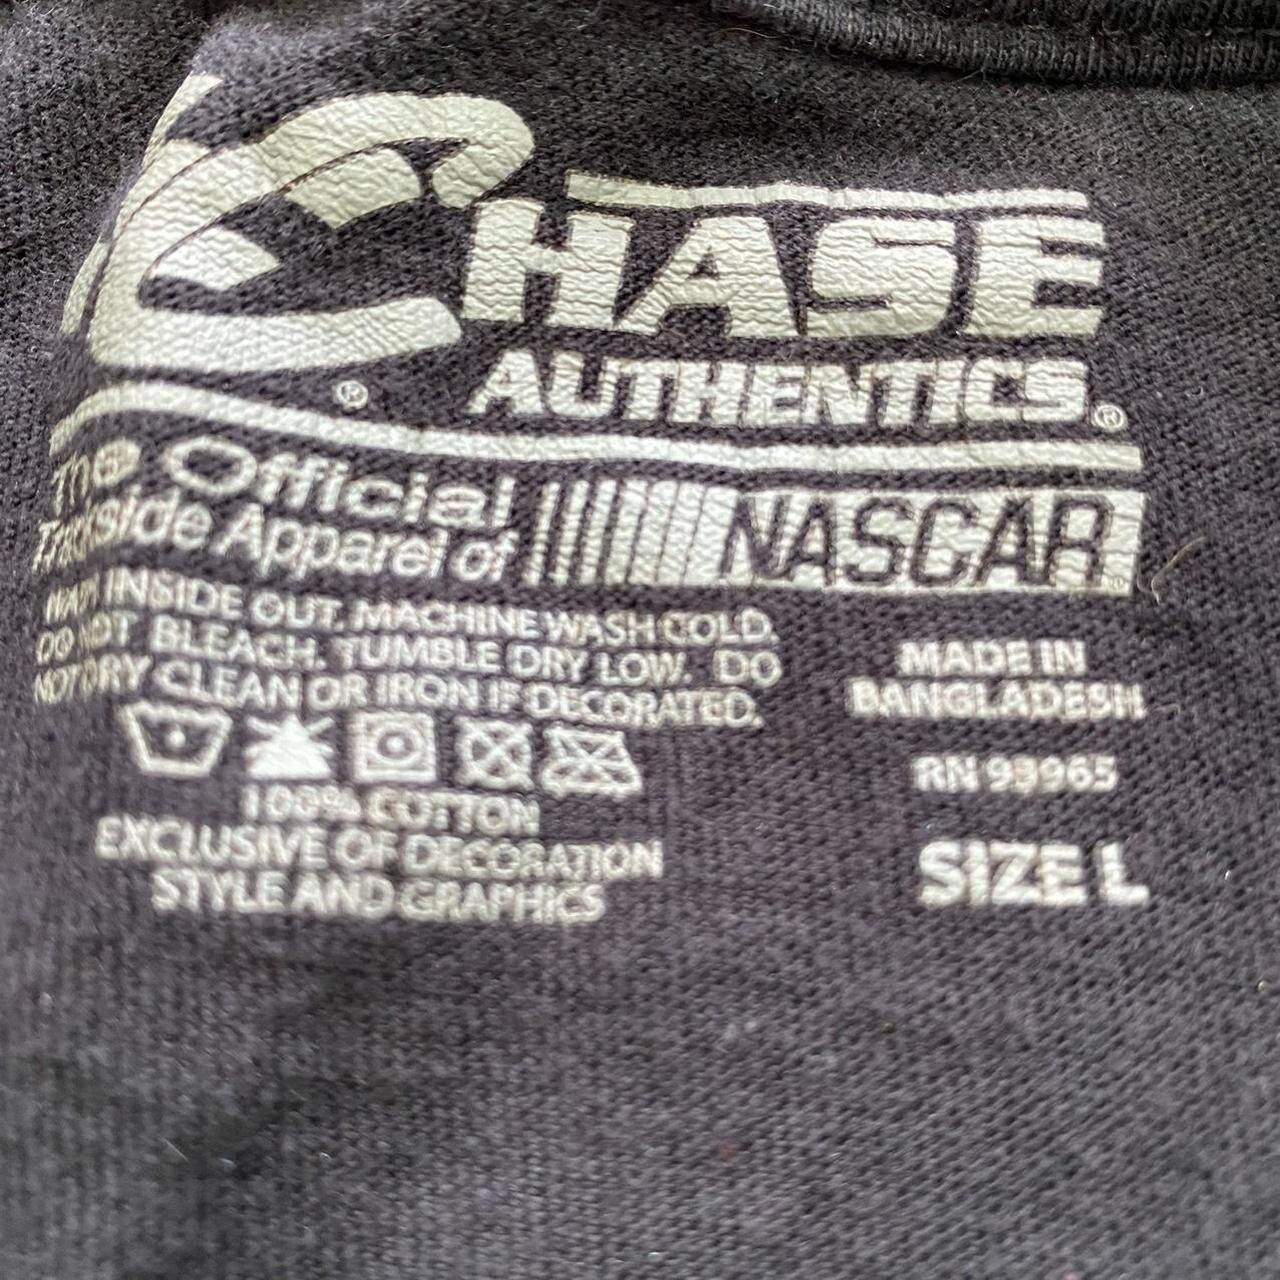 CHASE
AUTHENTICS®
®
The Official
Trackside Apparel of
NASCAR
WASH INSIDE OUT. MACHINE WASH COLD.
DO NOT BLEACH. TUMBLE DRY LOW. DO
NOT DRY CLEAN OR IRON IF DECORATED.
100% COTTON
EXCLUSIVE OF DECORATION
STYLE AND GRAPHICS
MADE IN
BANGLADESH
RN 99965
SIZE L